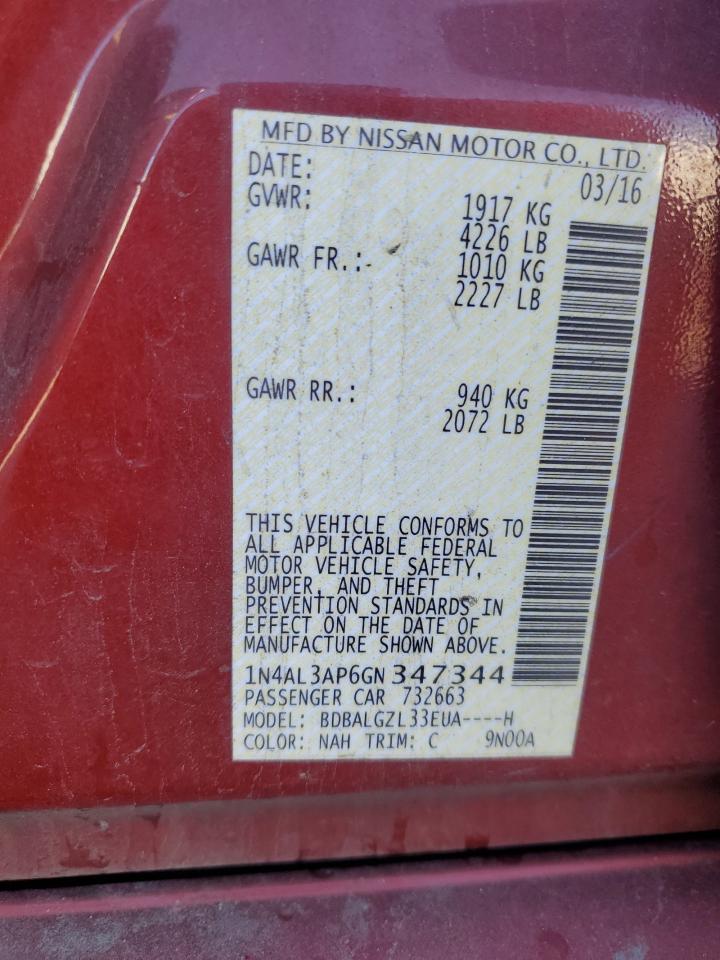 MFD BY NISSAN MOTOR CO., LTD.
DATE: 03/16
GVWR: 1917 KG
4226 LB
GAWR FR.: 1010 KG
2227 LB
GAWR RR.: 940 KG
2072 LB
THIS VEHICLE CONFORMS TO
ALL APPLICABLE FEDERAL
MOTOR VEHICLE SAFETY,
BUMPER, AND THEFT
PREVENTION STANDARDS IN
EFFECT ON THE DATE OF
MANUFACTURE SHOWN ABOVE.
1N4AL3AP6GN347344
PASSENGER CAR 732663
MODEL: BDBALGZL33EUA----H
COLOR: NAH TRIM: C 9N00A